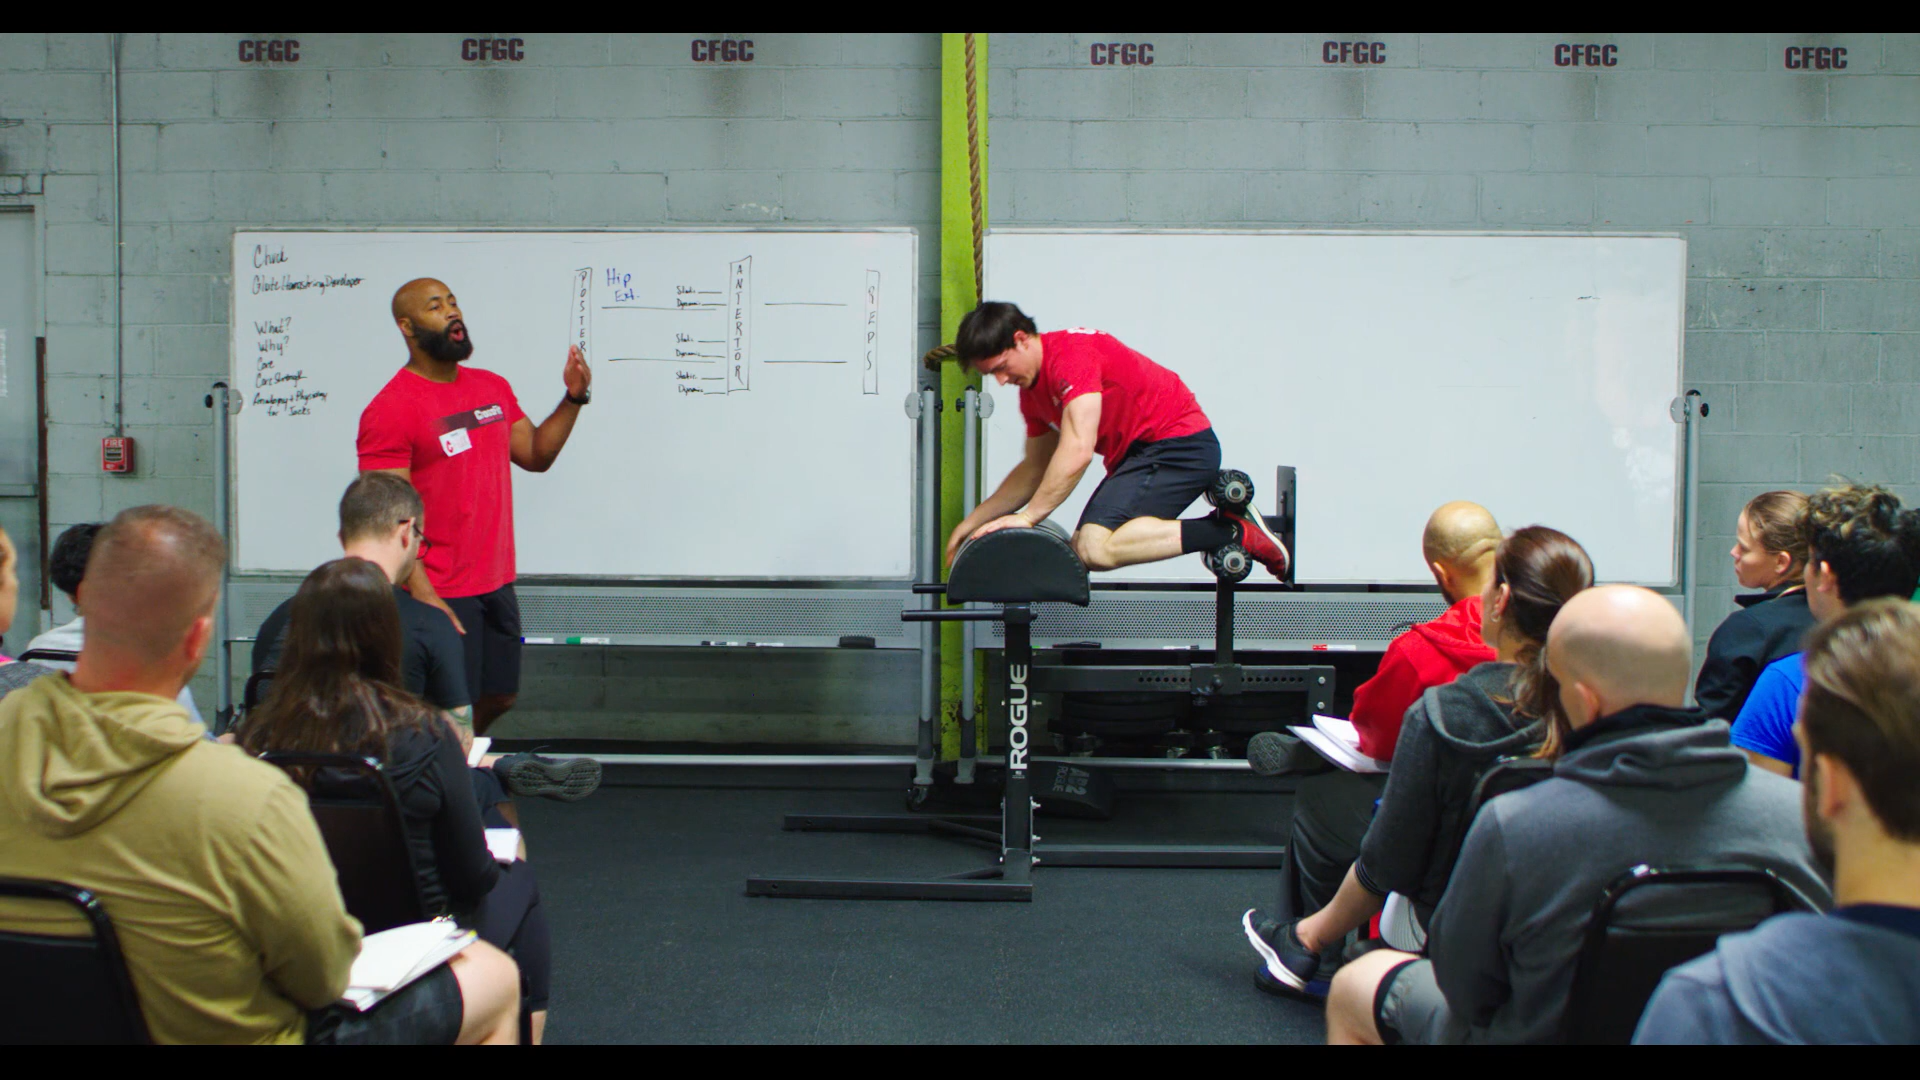 CFGC
CFGC
CFGC
CFGC
CFGC
CFGC
CFGC
Chuck
Glute Hamstring Developer
What?
Why?
Core
Core Strength
Anatomy & Physiology
for Jocks
POSTER
Hip
Ext.
Static
Dynamic
Static
Dynamic
Static
Dynamic
ANTERIOR
REPS
FIRE
CrossFit
ROGUE